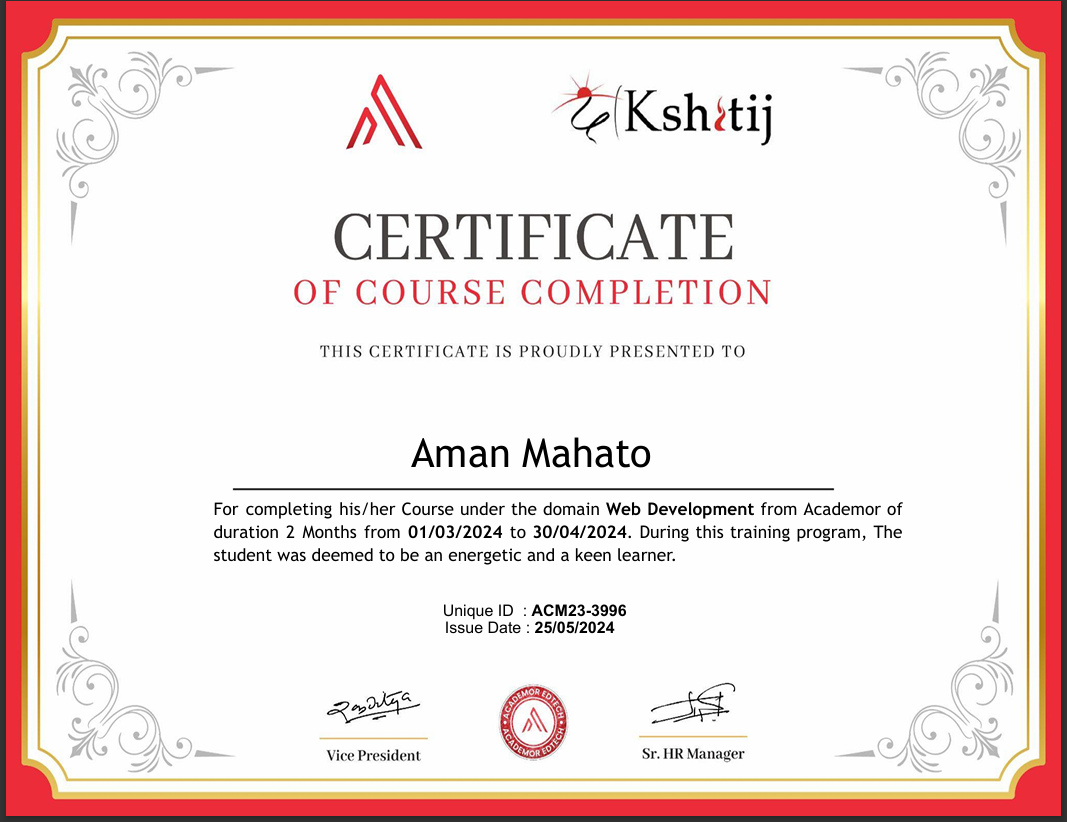 Kshitij
CERTIFICATE
OF COURSE COMPLETION
THIS CERTIFICATE IS PROUDLY PRESENTED TO
Aman Mahato
For completing his/her Course under the domain Web Development from Academor of
duration 2 Months from 01/03/2024 to 30/04/2024. During this training program, The
student was deemed to be an energetic and a keen learner.
Unique ID : ACM23-3996
Issue Date : 25/05/2024
ACADEMOR EDTECH
ACADEMOR EDTECH
Vice President
Sr. HR Manager